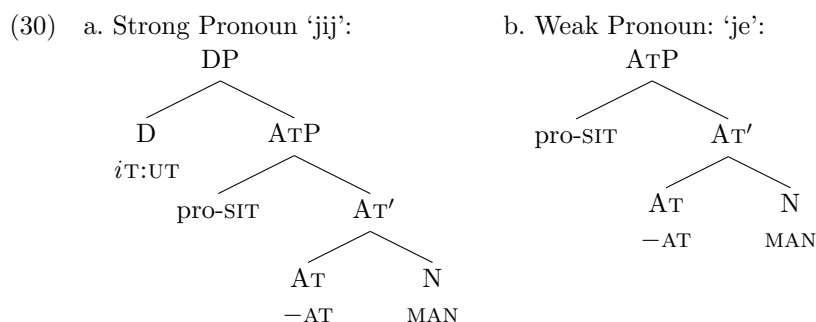 (30) a. Strong Pronoun ‘jij’: b. Weak Pronoun: ‘je’:
DP AtP
D AtP pro-SIT At′
iT:UT
pro-SIT At′ At N
−AT MAN
At N
−AT MAN